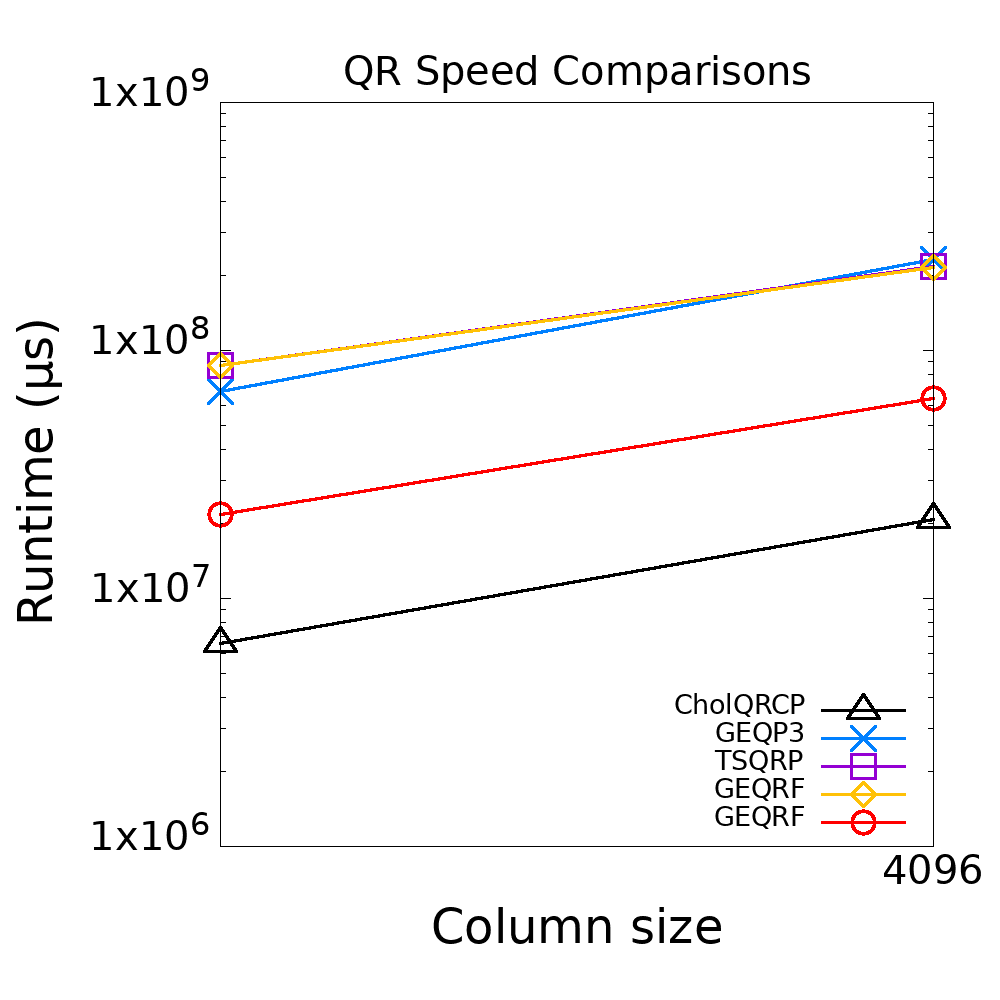 QR Speed Comparisons
1x10⁹
1x10⁸
1x10⁷
1x10⁶
Runtime (µs)
CholQRCP
GEQP3
TSQRP
GEQRF
GEQRF
4096
Column size